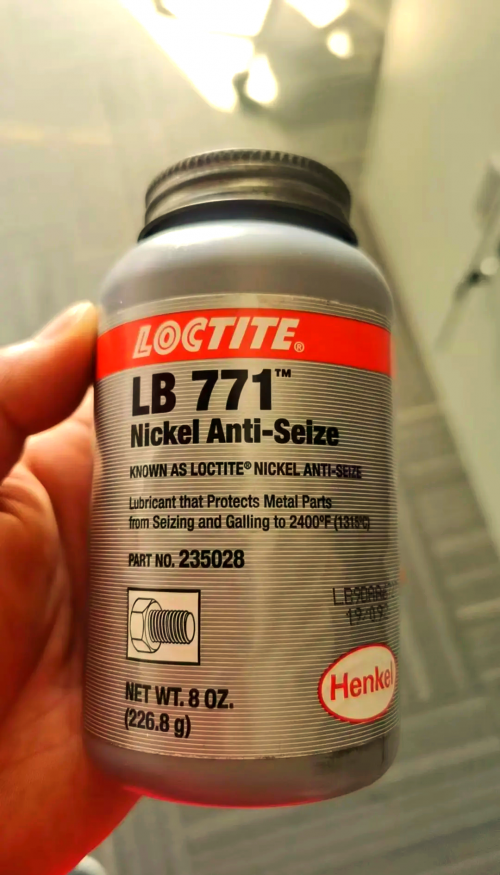 LOCTITE®
LB 771™
Nickel Anti-Seize
KNOWN AS LOCTITE® NICKEL ANTI-SEIZE
Lubricant that Protects Metal Parts
from Seizing and Galling to 2400°F (1315°C)
PART NO. 235028
Henkel
NET WT. 8 OZ.
(226.8 g)